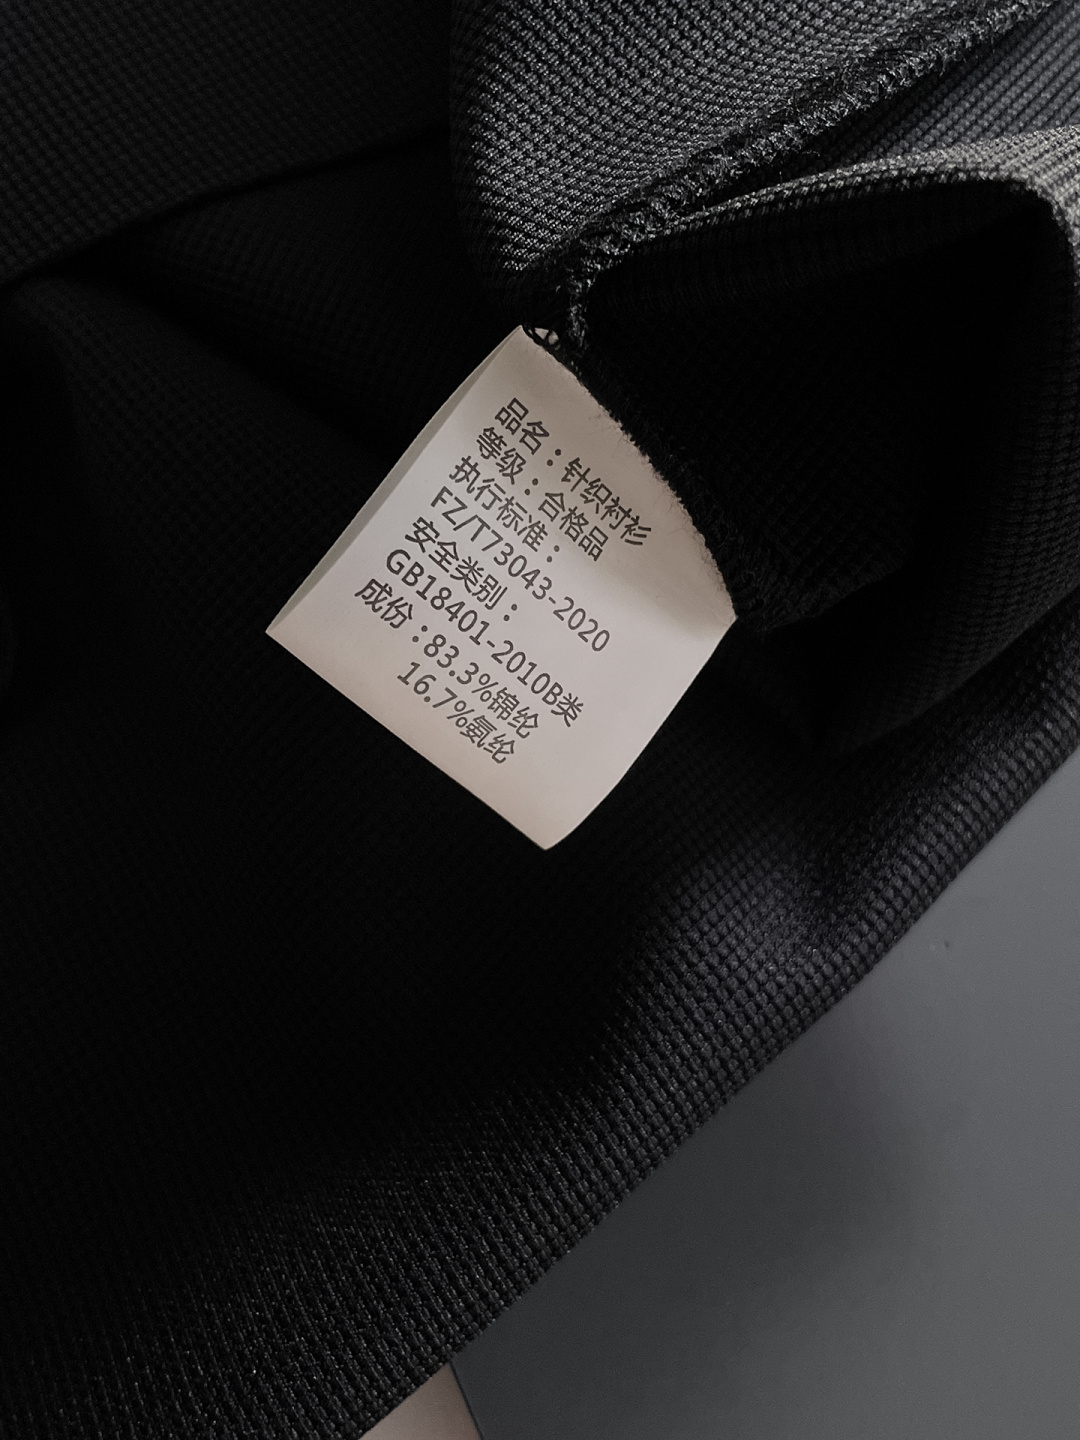 品名：针织衬衫
等级：合格品
执行标准：
FZ/T73043-2020
安全类别：
GB18401-2010B类
成份：83.3%锦纶
16.7%氨纶